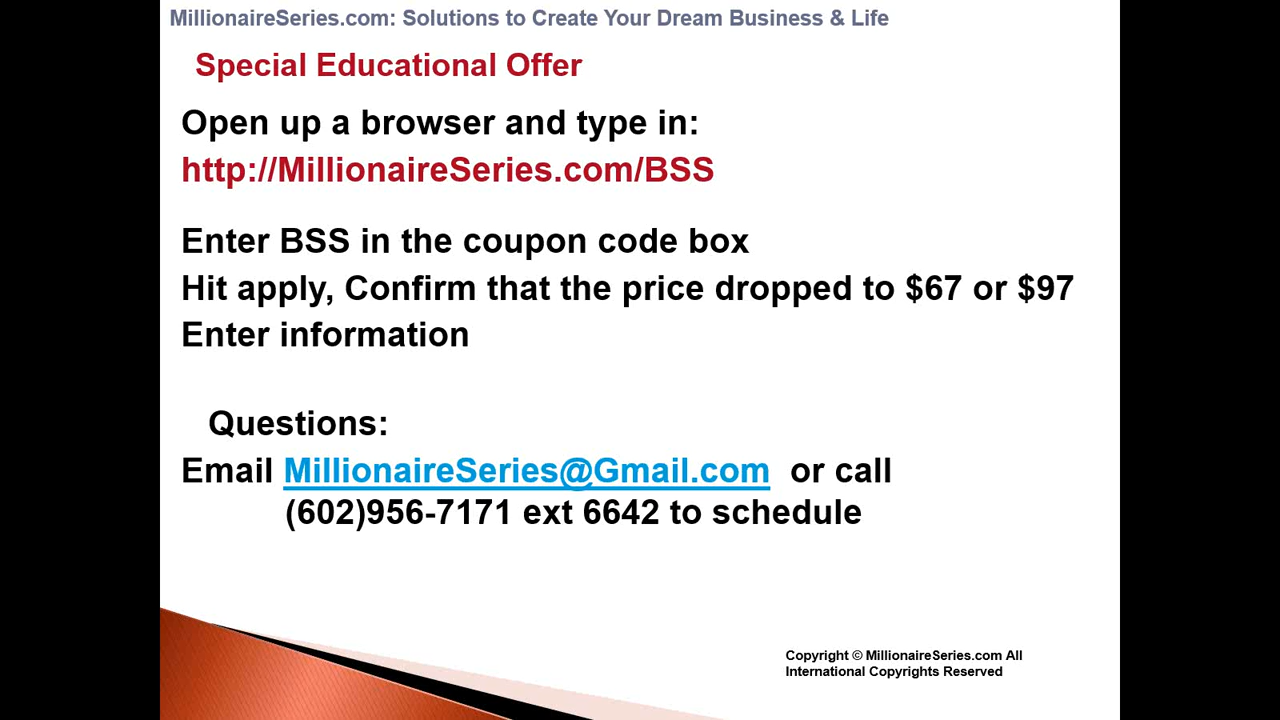 MillionaireSeries.com: Solutions to Create Your Dream Business & Life
Special Educational Offer
Open up a browser and type in:
http://MillionaireSeries.com/BSS
Enter BSS in the coupon code box
Hit apply, Confirm that the price dropped to $67 or $97
Enter information
Questions:
Email MillionaireSeries@Gmail.com or call
(602)956-7171 ext 6642 to schedule
Copyright © MillionaireSeries.com All
International Copyrights Reserved